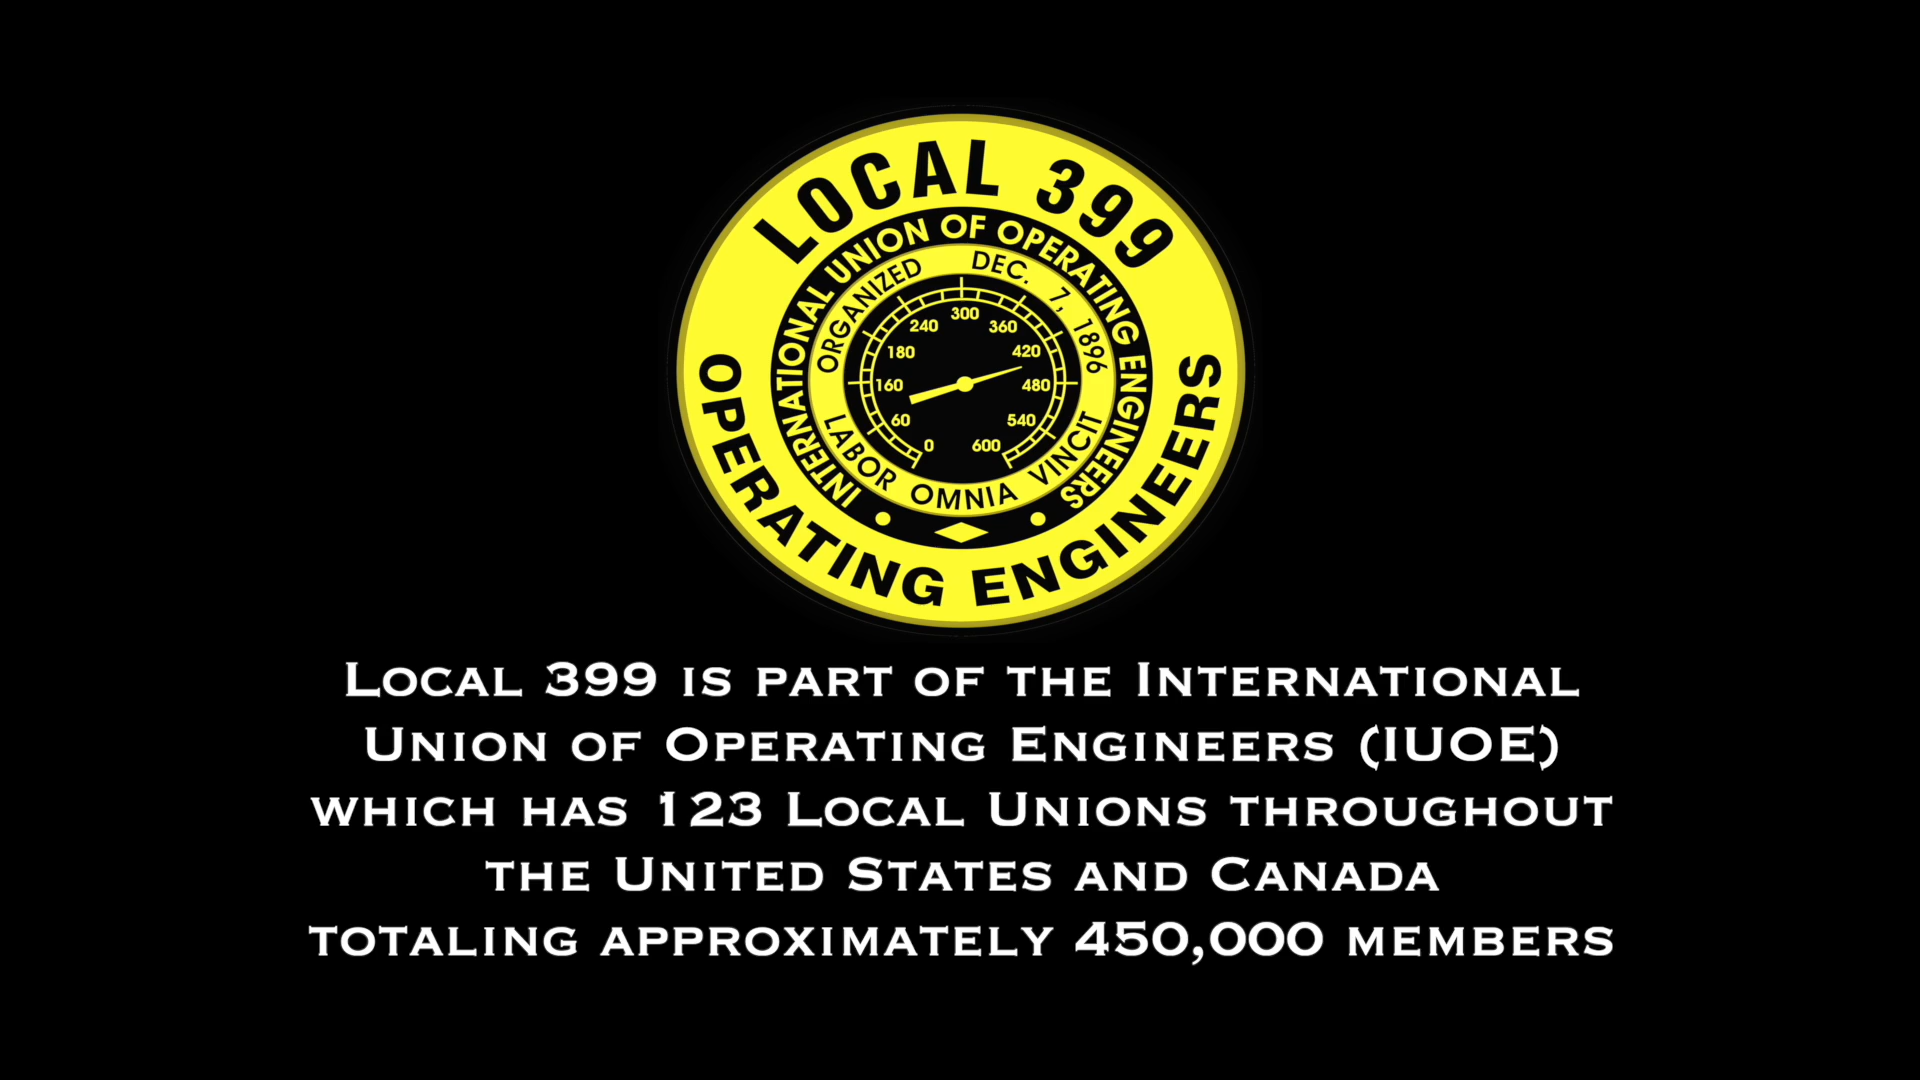 LOCAL 399
INTERNATIONAL UNION OF OPERATING ENGINEERS
ORGANIZED DEC. 7, 1896
300
240
360
180
420
160
480
60
540
0
600
LABOR OMNIA VINCIT
OPERATING ENGINEERS
Local 399 is part of the International
Union of Operating Engineers (IUOE)
which has 123 Local Unions throughout
the United States and Canada
totaling approximately 450,000 members